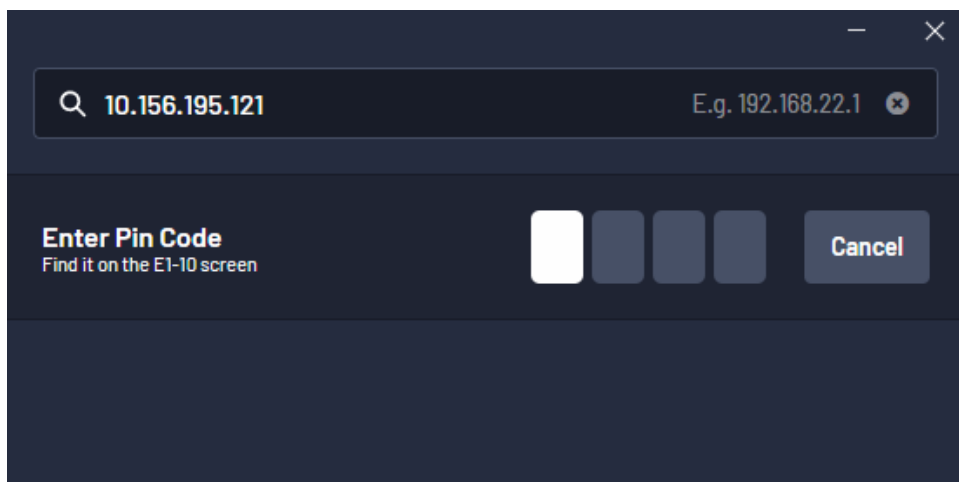 10.156.195.121 E.g. 192.168.22.1
Enter Pin Code
Find it on the E1-10 screen
Cancel